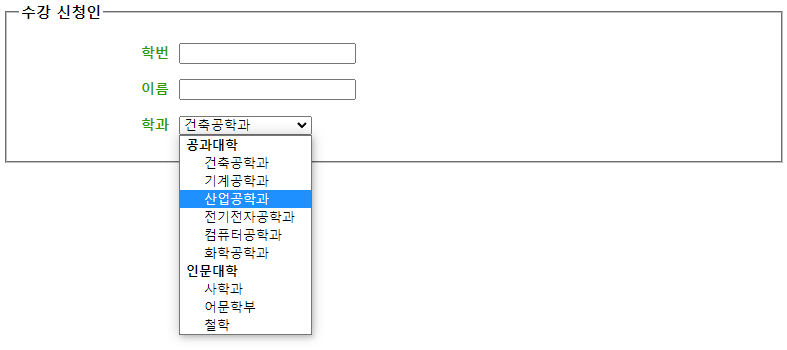 수강 신청인
학번
이름
학과 건축공학과
공과대학
건축공학과
기계공학과
산업공학과
전기전자공학과
컴퓨터공학과
화학공학과
인문대학
사학과
어문학부
철학